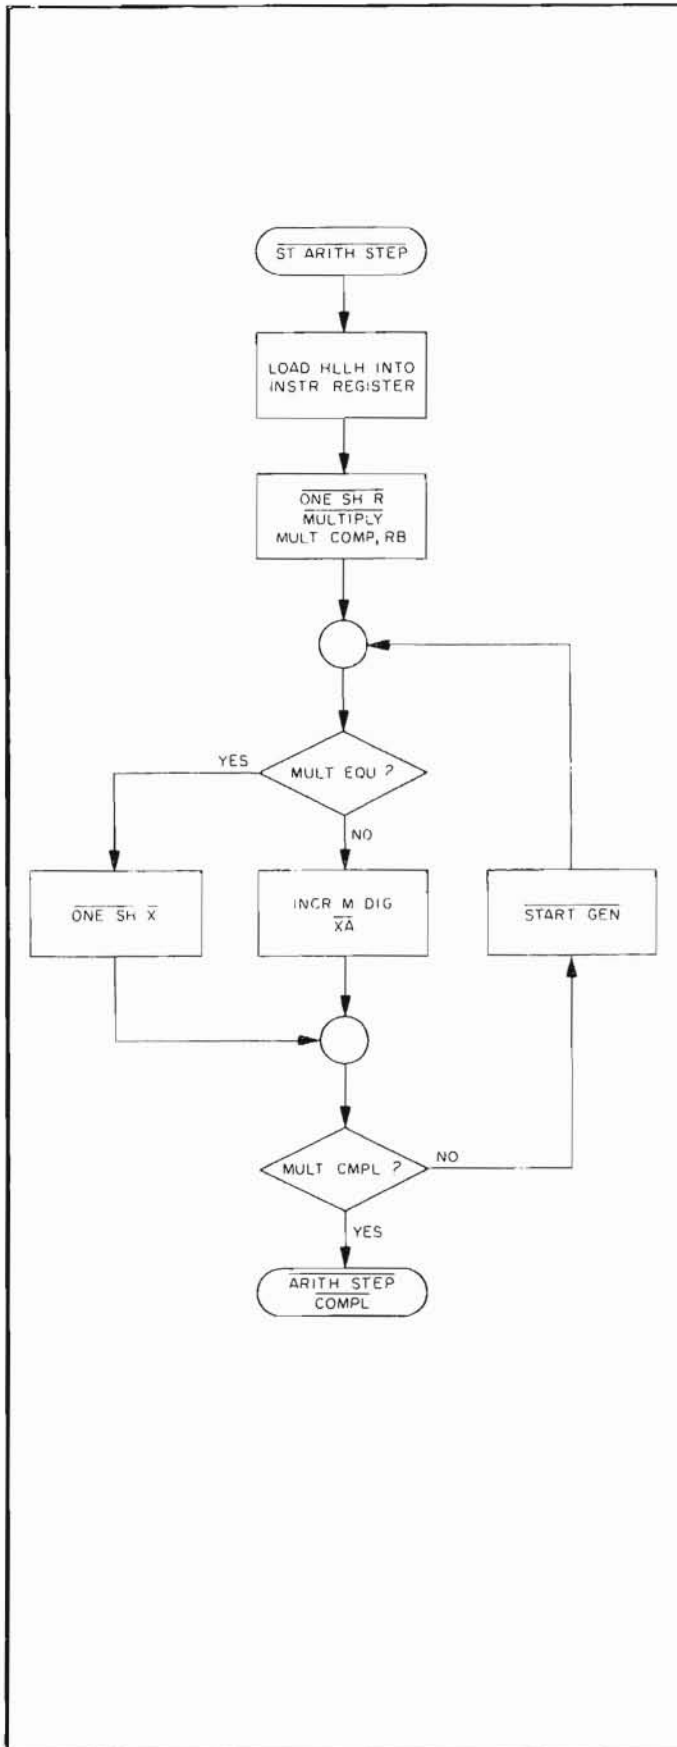 ST ARITH STEP
LOAD HLLH INTO
INSTR REGISTER
ONE SH R
MULTIPLY
MULT COMP, RB
MULT EQU ?
YES
NO
ONE SH X
INCR M DIG
XA
START GEN
MULT CMPL ?
NO
YES
ARITH STEP
COMPL